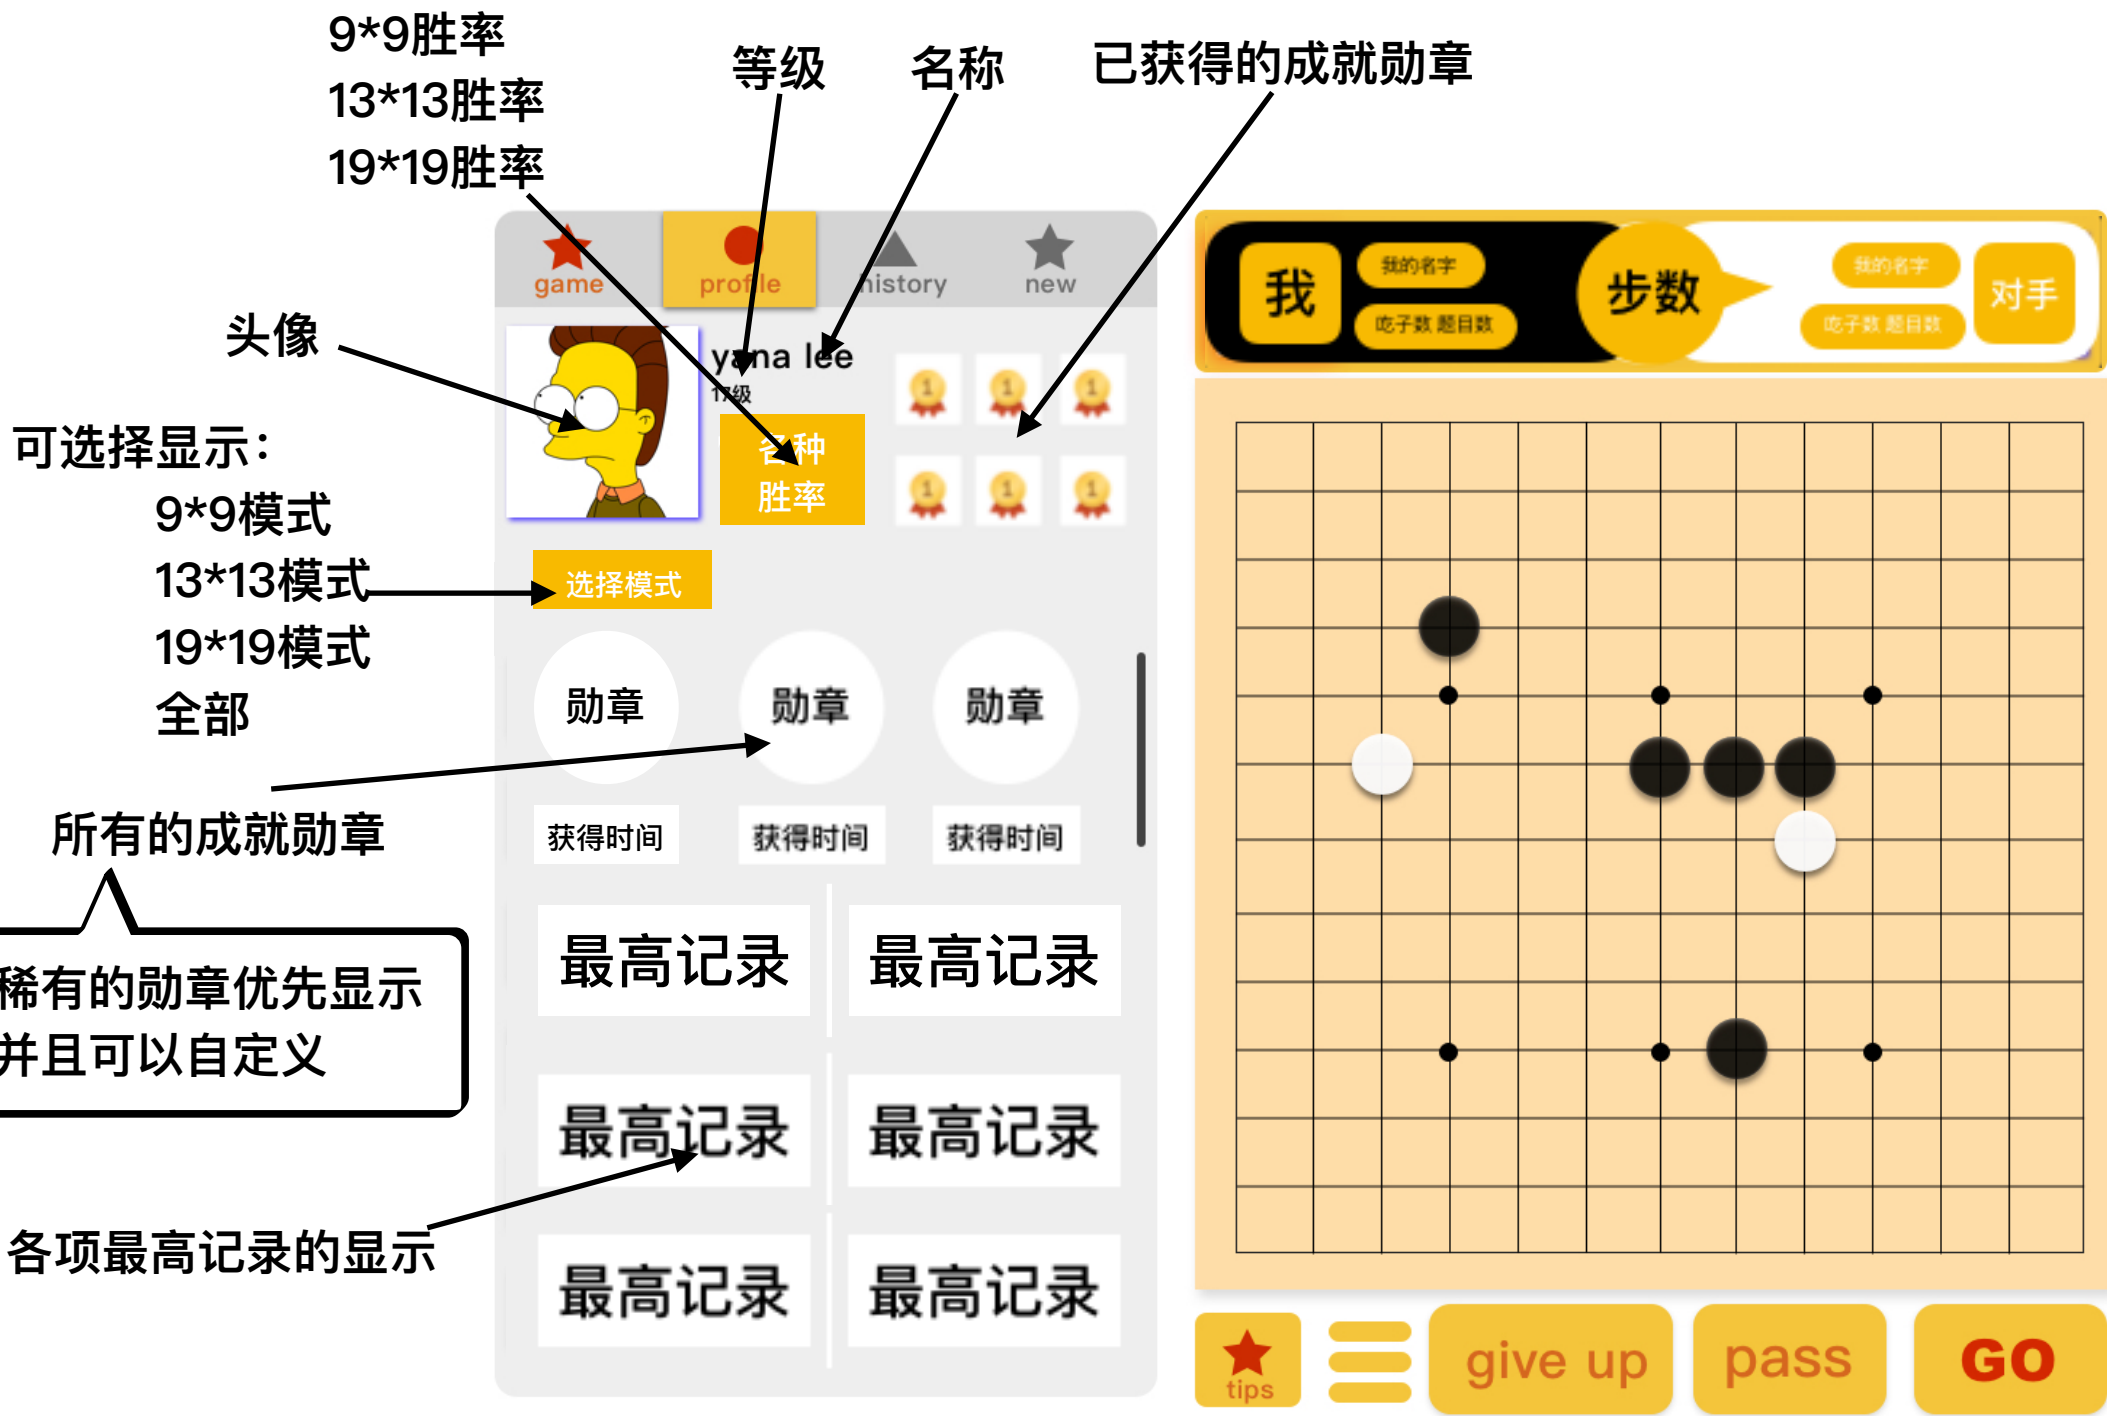 9*9胜率
13*13胜率
19*19胜率
等级
名称
已获得的成就勋章
头像
可选择显示：
9*9模式
13*13模式
19*19模式
全部
所有的成就勋章
稀有的勋章优先显示
并且可以自定义
各项最高记录的显示
game
profile
history
new
yana lee
17级
各种
胜率
1
1
1
1
1
1
选择模式
勋章
勋章
勋章
获得时间
获得时间
获得时间
最高记录
最高记录
最高记录
最高记录
最高记录
最高记录
我
我的名字
吃子数 题目数
步数
我的名字
吃子数 题目数
对手
tips
give up
pass
GO